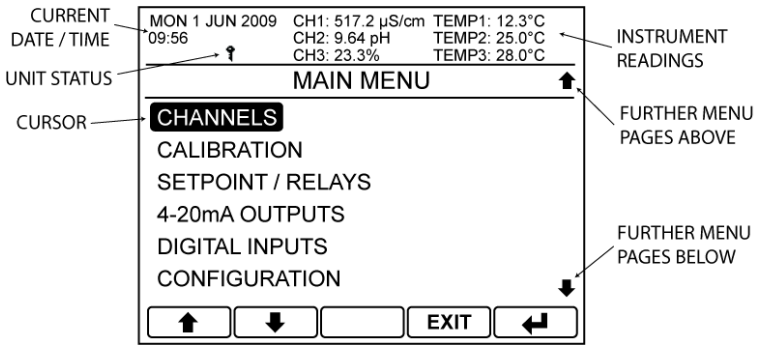 CURRENT
DATE / TIME
UNIT STATUS
CURSOR
MON 1 JUN 2009 CH1: 517.2 µS/cm TEMP1: 12.3°C
09:56 CH2: 9.64 pH TEMP2: 25.0°C
CH3: 23.3% TEMP3: 28.0°C
MAIN MENU
CHANNELS
CALIBRATION
SETPOINT / RELAYS
4-20mA OUTPUTS
DIGITAL INPUTS
CONFIGURATION
EXIT
INSTRUMENT
READINGS
FURTHER MENU
PAGES ABOVE
FURTHER MENU
PAGES BELOW